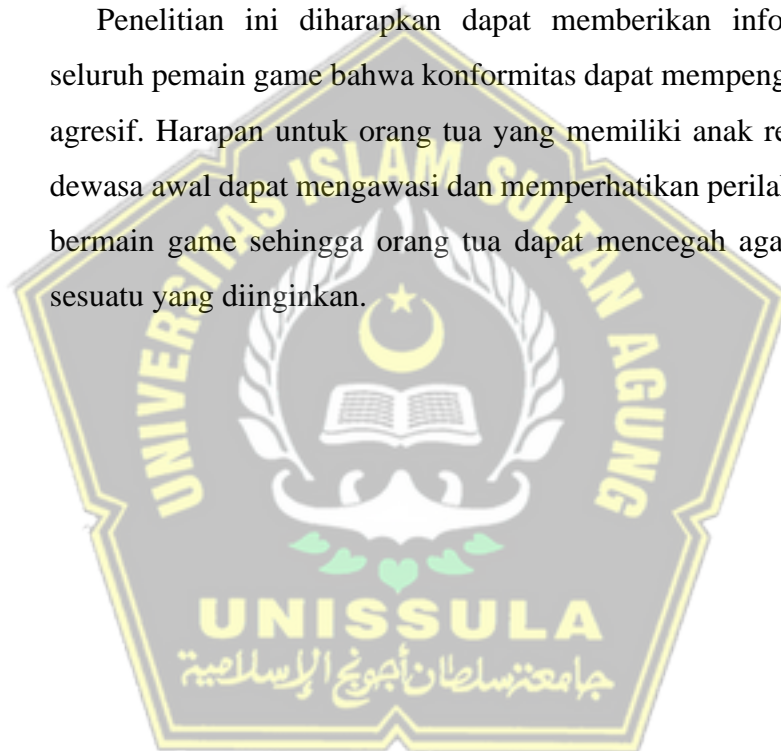 Penelitian ini diharapkan dapat memberikan info
seluruh pemain game bahwa konformitas dapat mempeng
agresif. Harapan untuk orang tua yang memiliki anak re
dewasa awal dapat mengawasi dan memperhatikan perila
bermain game sehingga orang tua dapat mencegah aga
sesuatu yang diinginkan.
UNIVERSITAS ISLAM SULTAN AGUNG
UNISSULA
جامعة سلطان أجونج الإسلامية